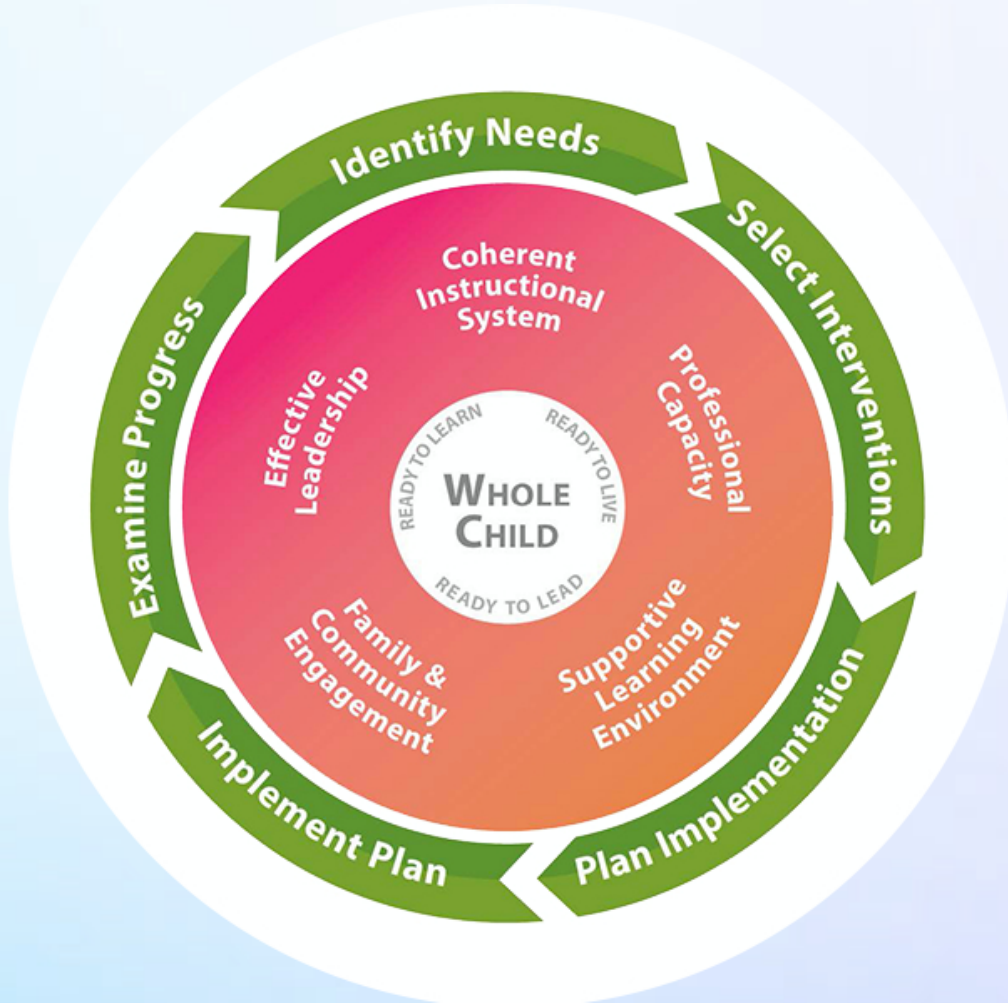 Identify Needs
Select Interventions
Plan Implementation
Implement Plan
Examine Progress
Coherent
Instructional
System
Professional
Capacity
Supportive
Learning
Environment
Family &
Community
Engagement
Effective
Leadership
READY TO LEARN
READY TO LIVE
READY TO LEAD
WHOLE
CHILD